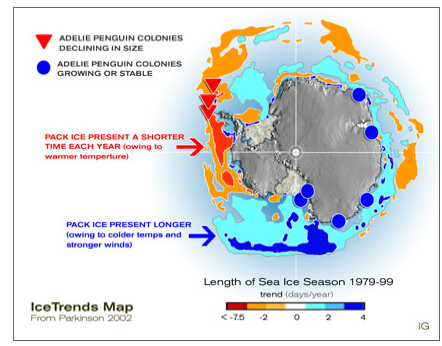 ADELIE PENGUIN COLONIES
DECLINING IN SIZE
ADELIE PENGUIN COLONIES
GROWING OR STABLE
PACK ICE PRESENT A SHORTER
TIME EACH YEAR (owing to
warmer temperture)
PACK ICE PRESENT LONGER
(owing to colder temps and
stronger winds)
Length of Sea Ice Season 1979-99
trend (days/year)
< -7.5 -2 0 2 4
IceTrends Map
From Parkinson 2002
IG